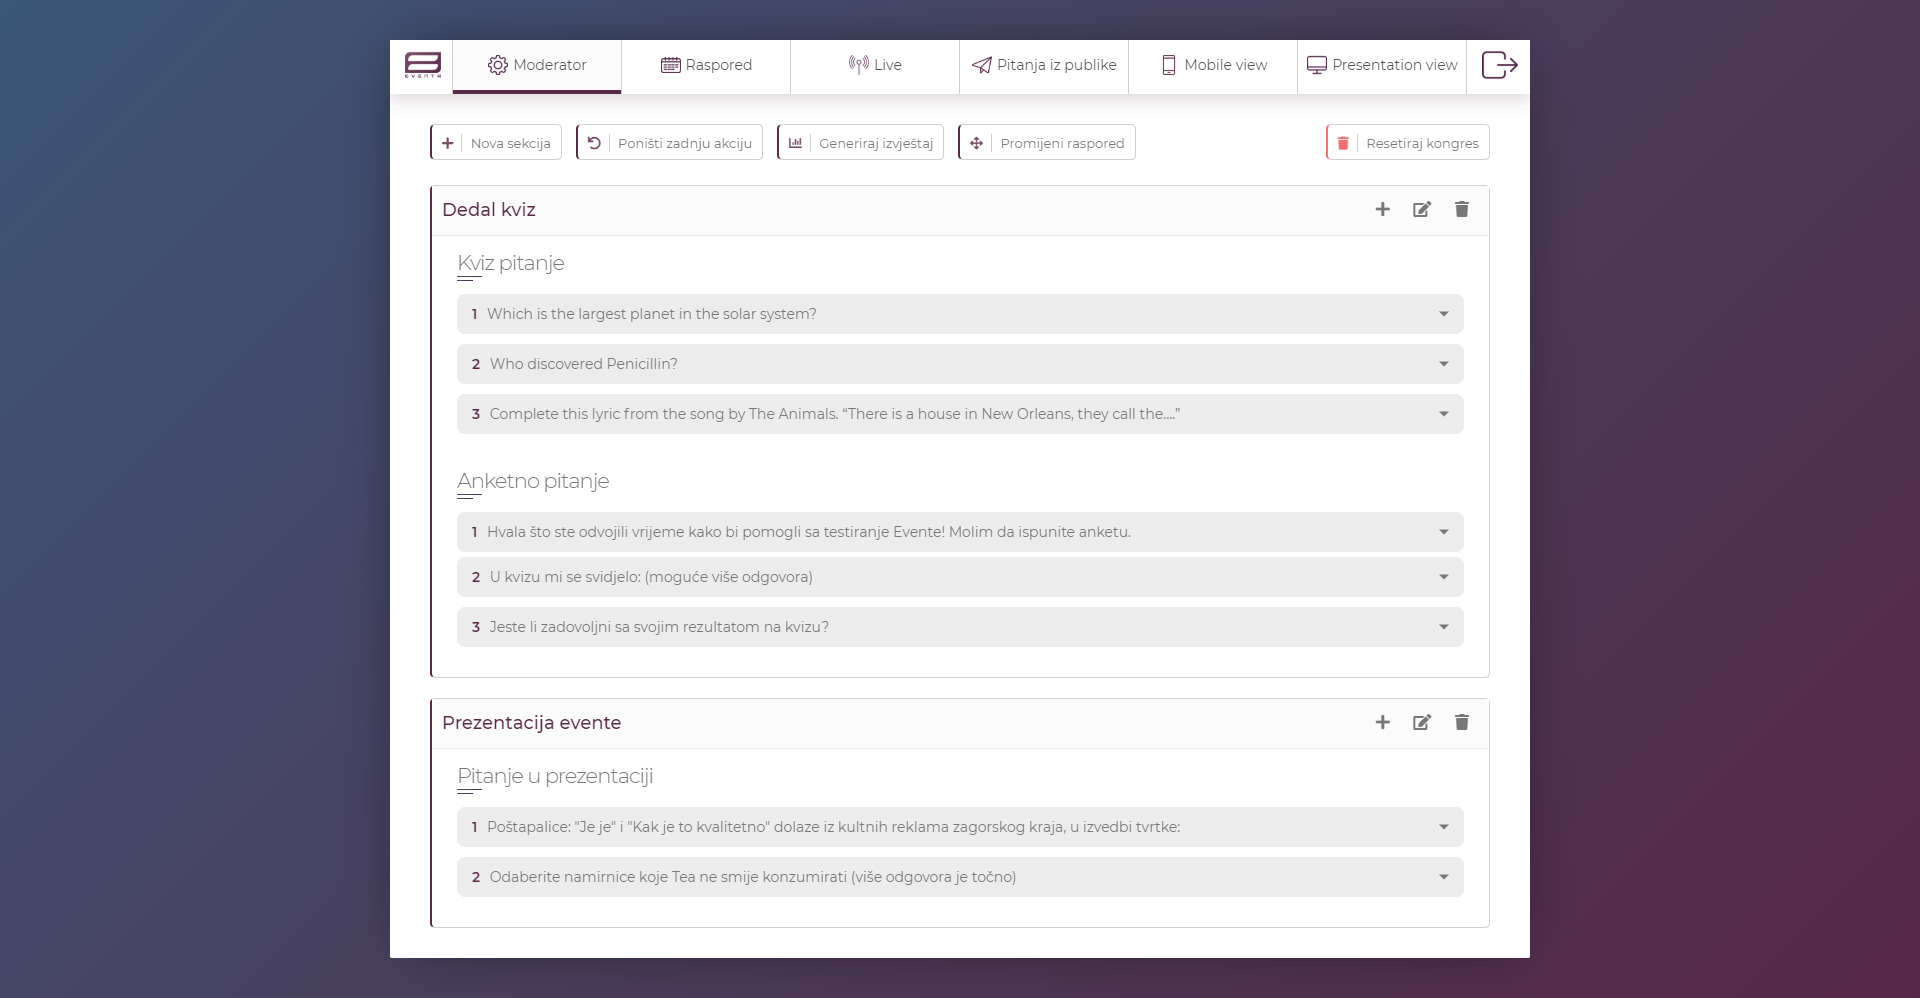 EVENTA
Moderator
Raspored
Live
Pitanja iz publike
Mobile view
Presentation view
Nova sekcija
Poništi zadnju akciju
Generiraj izvještaj
Promijeni raspored
Resetiraj kongres
Dedal kviz
Kviz pitanje
1 Which is the largest planet in the solar system?
2 Who discovered Penicillin?
3 Complete this lyric from the song by The Animals. “There is a house in New Orleans, they call the....”
Anketno pitanje
1 Hvala što ste odvojili vrijeme kako bi pomogli sa testiranje Evente! Molim da ispunite anketu.
2 U kvizu mi se svidjelo: (moguće više odgovora)
3 Jeste li zadovoljni sa svojim rezultatom na kvizu?
Prezentacija evente
Pitanje u prezentaciji
1 Poštapalice: "Je je" i "Kak je to kvalitetno" dolaze iz kultnih reklama zagorskog kraja, u izvedbi tvrtke:
2 Odaberite namirnice koje Tea ne smije konzumirati (više odgovora je točno)